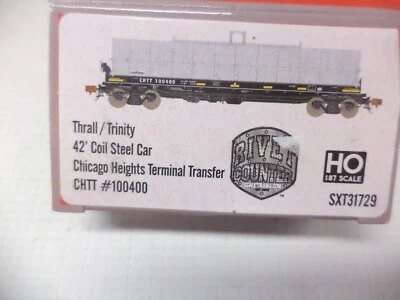 CHTT 100400
Thrall/Trinity
42' Coil Steel Car
Chicago Heights Terminal Transfer
CHTT #100400
RIVET
COUNTER
HO
1:87 SCALE
SXT31729